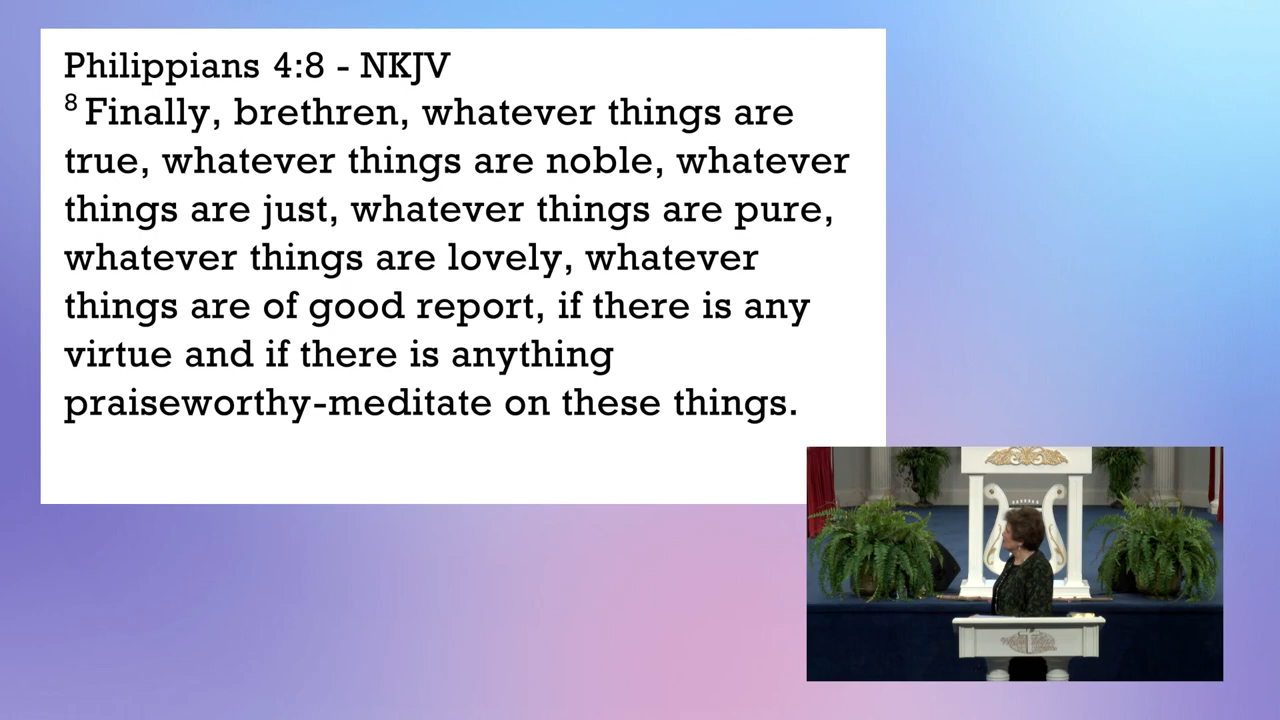 Philippians 4:8 - NKJV
8 Finally, brethren, whatever things are
true, whatever things are noble, whatever
things are just, whatever things are pure,
whatever things are lovely, whatever
things are of good report, if there is any
virtue and if there is anything
praiseworthy-meditate on these things.